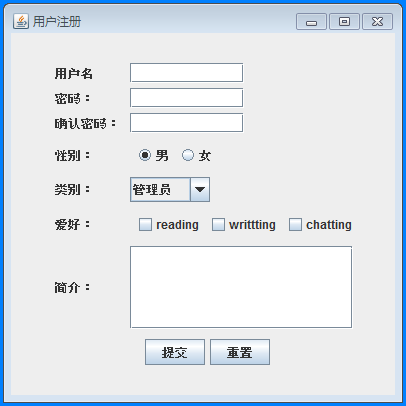 用户注册
用户名
密码：
确认密码：
性别： 男 女
类别： 管理员
爱好： reading writtting chatting
简介：
提交 重置